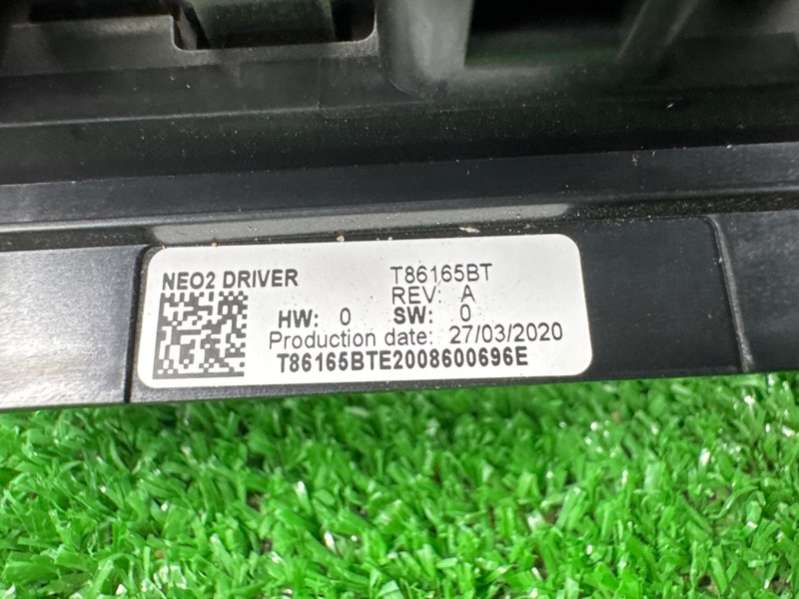 NEO2 DRIVER T86165BT
REV: A
HW: 0 SW: 0
Production date: 27/03/2020
T86165BTE2008600696E